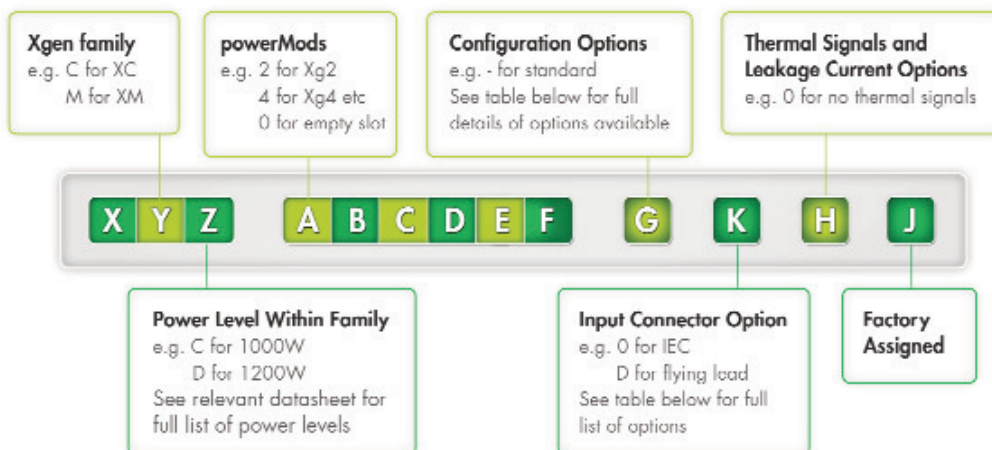 Xgen family
e.g. C for XC
M for XM
powerMods
e.g. 2 for Xg2
4 for Xg4 etc
0 for empty slot
Configuration Options
e.g. - for standard
See table below for full
details of options available
Thermal Signals and
Leakage Current Options
e.g. 0 for no thermal signals
X Y Z A B C D E F G K H J
Power Level Within Family
e.g. C for 1000W
D for 1200W
See relevant datasheet for
full list of power levels
Input Connector Option
e.g. 0 for IEC
D for flying lead
See table below for full
list of options
Factory
Assigned